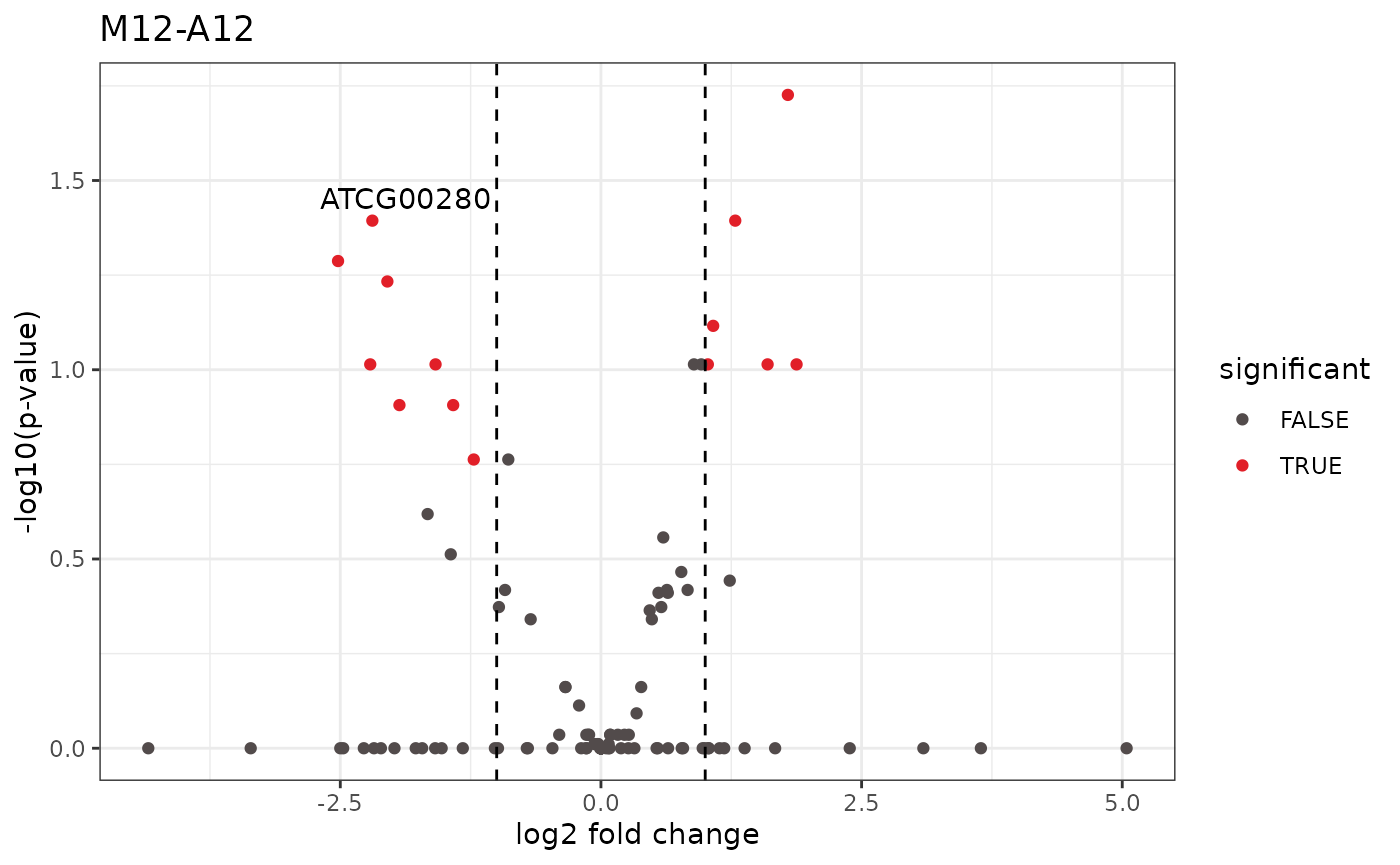 M12-A12
ATCG00280
-log10(p-value)
1.5
1.0
0.5
0.0
-2.5 0.0 2.5 5.0
log2 fold change
significant
FALSE
TRUE